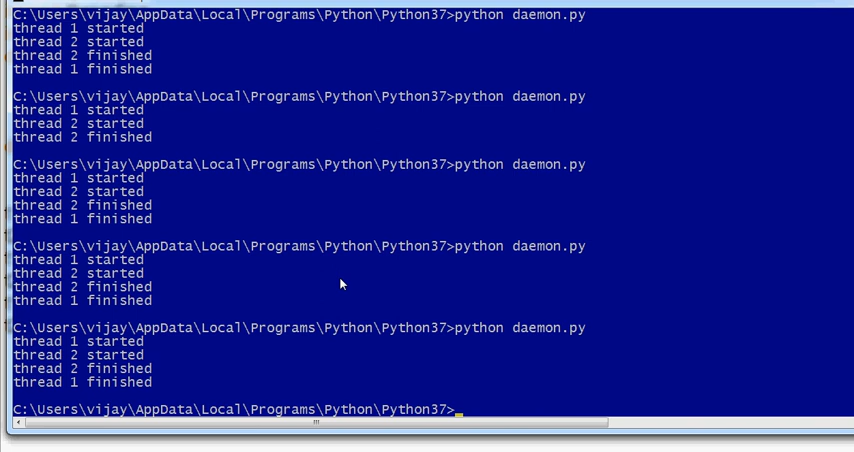 C:\Users\vijay\AppData\Local\Programs\Python\Python37>python daemon.py
thread 1 started
thread 2 started
thread 2 finished
thread 1 finished
C:\Users\vijay\AppData\Local\Programs\Python\Python37>python daemon.py
thread 1 started
thread 2 started
thread 2 finished
C:\Users\vijay\AppData\Local\Programs\Python\Python37>python daemon.py
thread 1 started
thread 2 started
thread 2 finished
thread 1 finished
C:\Users\vijay\AppData\Local\Programs\Python\Python37>python daemon.py
thread 1 started
thread 2 started
thread 2 finished
thread 1 finished
C:\Users\vijay\AppData\Local\Programs\Python\Python37>python daemon.py
thread 1 started
thread 2 started
thread 2 finished
thread 1 finished
C:\Users\vijay\AppData\Local\Programs\Python\Python37>